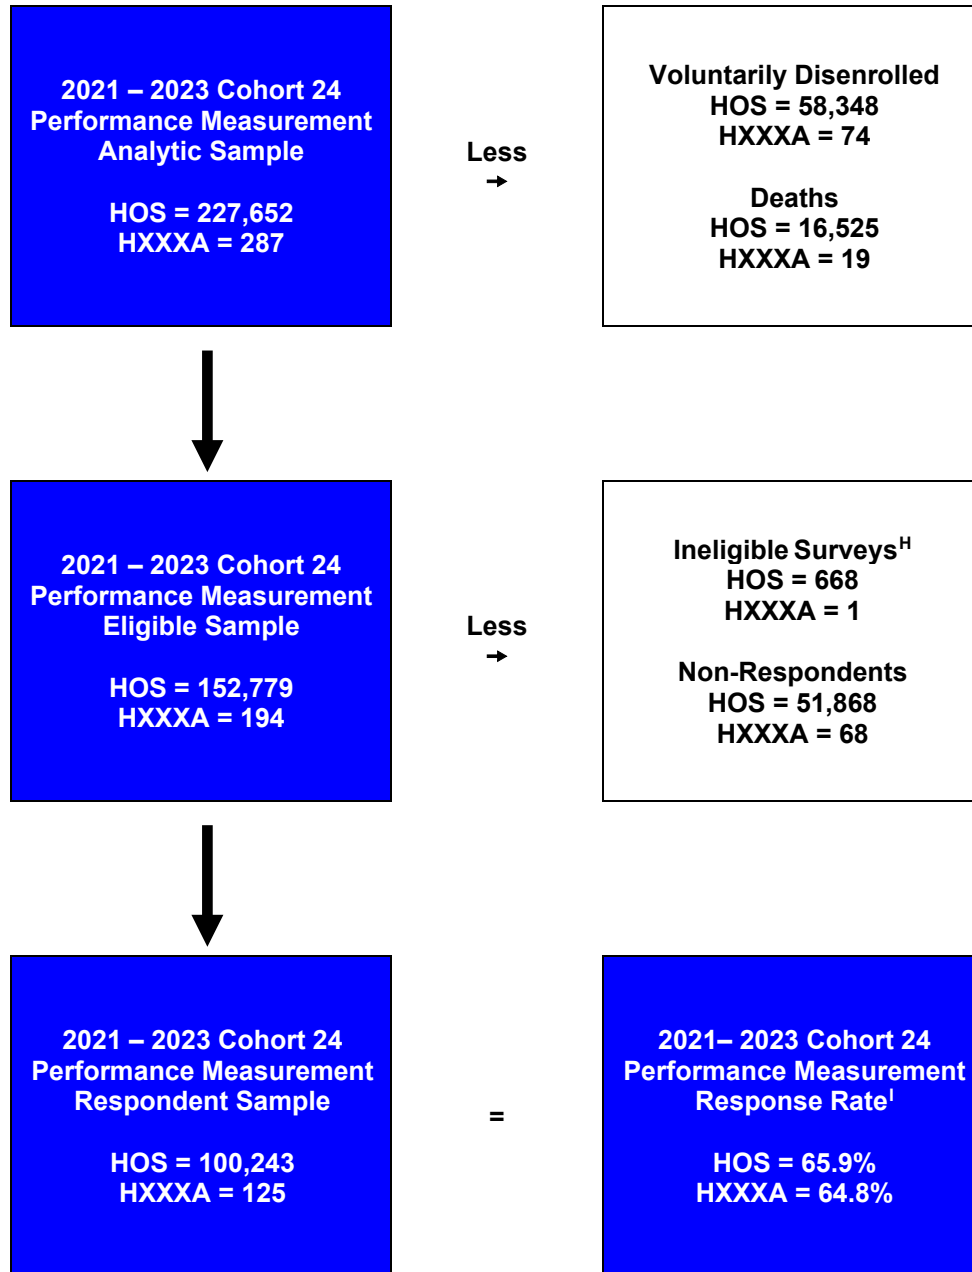 2021 – 2023 Cohort 24
Performance Measurement
Analytic Sample
HOS = 227,652
HXXXA = 287
Less
→
Voluntarily Disenrolled
HOS = 58,348
HXXXA = 74
Deaths
HOS = 16,525
HXXXA = 19
2021 – 2023 Cohort 24
Performance Measurement
Eligible Sample
HOS = 152,779
HXXXA = 194
Less
→
Ineligible Surveysᴴ
HOS = 668
HXXXA = 1
Non-Respondents
HOS = 51,868
HXXXA = 68
2021 – 2023 Cohort 24
Performance Measurement
Respondent Sample
HOS = 100,243
HXXXA = 125
=
2021– 2023 Cohort 24
Performance Measurement
Response Rateᴵ
HOS = 65.9%
HXXXA = 64.8%